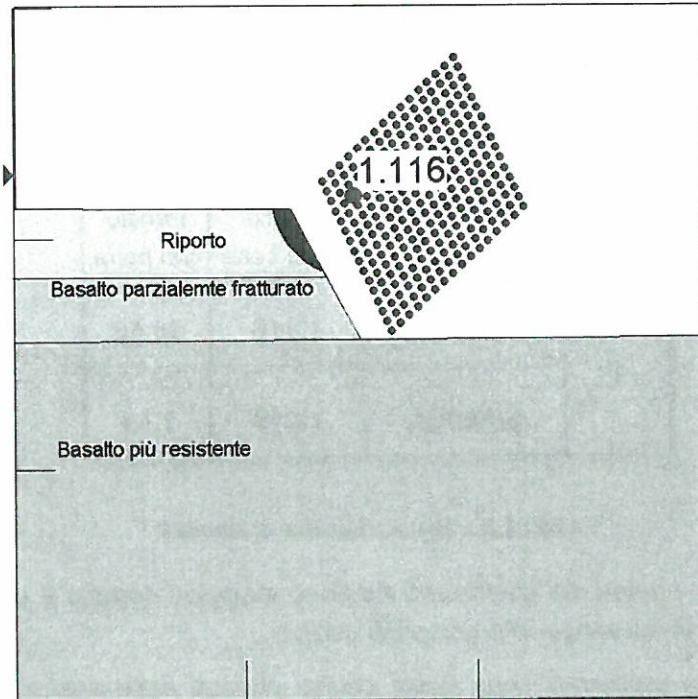 1.116
Riporto
Basalto parzialemte fratturato
Basalto più resistente